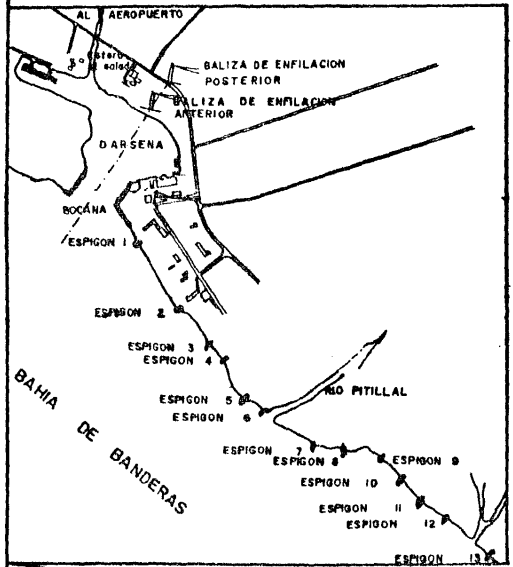 AL AEROPUERTO
Estero
el salado
BALIZA DE ENFILACION
POSTERIOR
BALIZA DE ENFILACION
ANTERIOR
DARSENA
BOCANA
ESPIGON 1
ESPIGON 2
ESPIGON 3
ESPIGON 4
ESPIGON 5
ESPIGON 6
RIO PITILLAL
BAHIA DE BANDERAS
ESPIGON 7
ESPIGON 8
ESPIGON 9
ESPIGON 10
ESPIGON 11
ESPIGON 12
ESPIGON 13